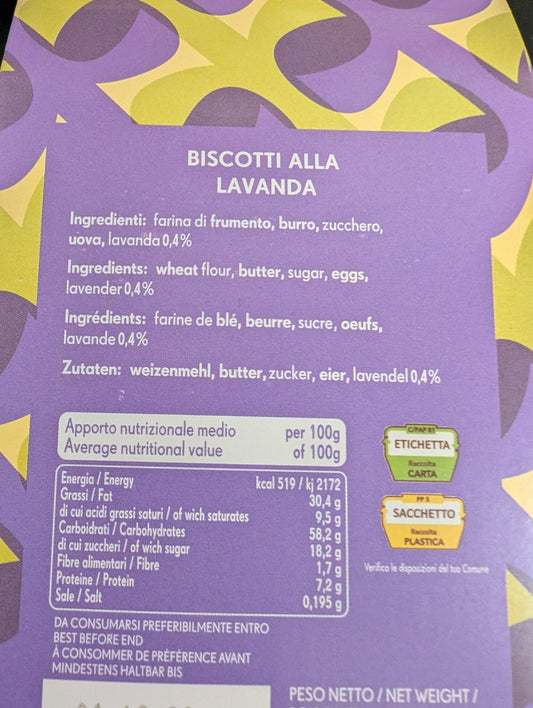 BISCOTTI ALLA
LAVANDA
Ingredienti: farina di frumento, burro, zucchero,
uova, lavanda 0,4%
Ingredients: wheat flour, butter, sugar, eggs,
lavender 0,4%
Ingrédients: farine de blé, beurre, sucre, oeufs,
lavande 0,4%
Zutaten: weizenmehl, butter, zucker, eier, lavendel 0,4%
Apporto nutrizionale medio per 100g
Average nutritional value of 100g
Energia / Energy kcal 519 / kj 2172
Grassi / Fat 30,4 g
di cui acidi grassi saturi / of wich saturates 9,5 g
Carboidrati / Carbohydrates 58,2 g
di cui zuccheri / of wich sugar 18,2 g
Fibre alimentari / Fibre 1,7 g
Proteine / Protein 7,2 g
Sale / Salt 0,195 g
C/PAP 81
ETICHETTA
Raccolta
CARTA
PP 5
SACCHETTO
Raccolta
PLASTICA
Verifica le disposizioni del tuo Comune
DA CONSUMARSI PREFERIBILMENTE ENTRO
BEST BEFORE END
À CONSOMMER DE PRÉFÉRENCE AVANT
MINDESTENS HALTBAR BIS
PESO NETTO / NET WEIGHT /